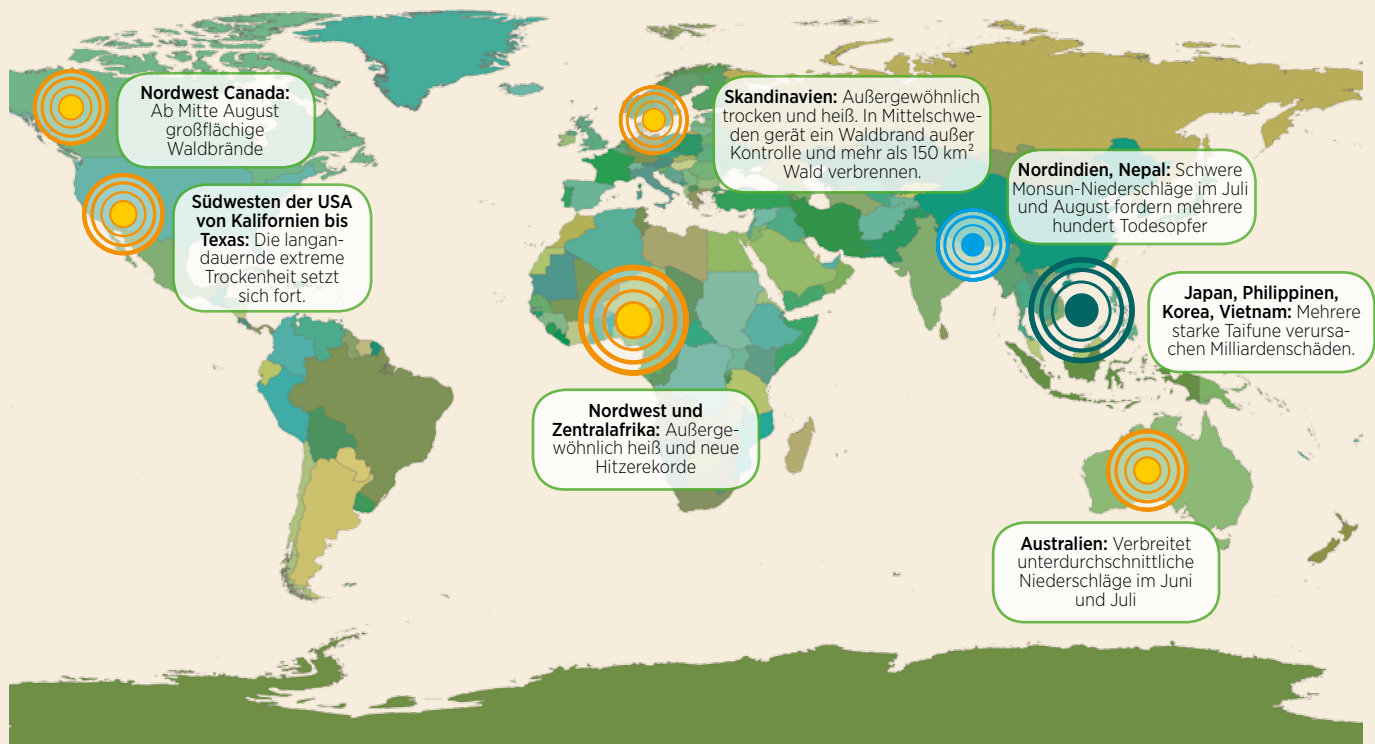 Nordwest Canada:
Ab Mitte August
großflächige
Waldbrände
Südwesten der USA
von Kalifornien bis
Texas: Die langan-
dauernde extreme
Trockenheit setzt
sich fort.
Skandinavien: Außergewöhnlich
trocken und heiß. In Mittelschwe-
den gerät ein Waldbrand außer
Kontrolle und mehr als 150 km²
Wald verbrennen.
Nordindien, Nepal: Schwere
Monsun-Niederschläge im Juli
und August fordern mehrere
hundert Todesopfer
Japan, Philippinen,
Korea, Vietnam: Mehrere
starke Taifune verursa-
chen Milliardenschäden.
Nordwest und
Zentralafrika: Außerge-
wöhnlich heiß und neue
Hitzerekorde
Australien: Verbreitet
unterdurchschnittliche
Niederschläge im Juni
und Juli